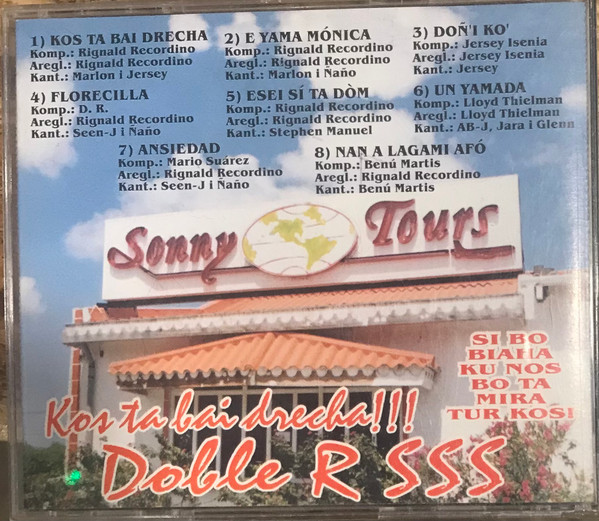 1) KOS TA BAI DRECHA
Komp.: Rignald Recordino
Aregl.: Rignald Recordino
Kant.: Marlon i Jersey
2) E YAMA MÓNICA
Komp.: Rignald Recordino
Aregl.: Rignald Recordino
Kant.: Marlon i Ñaño
3) DOÑ'I KO'
Komp.: Jersey Isenia
Aregl.: Jersey Isenia
Kant.: Jersey
4) FLORECILLA
Komp.: D. R.
Aregl.: Rignald Recordino
Kant.: Seen-J i Ñaño
5) ESEI SÍ TA DÒM
Komp.: Rignald Recordino
Aregl.: Rignald Recordino
Kant.: Stephen Manuel
6) UN YAMADA
Komp.: Lloyd Thielman
Aregl.: Lloyd Thielman
Kant.: AB-J, Jara i Glenn
7) ANSIEDAD
Komp.: Mario Suárez
Aregl.: Rignald Recordino
Kant.: Seen-J i Ñaño
8) NAN A LAGAMI AFÓ
Komp.: Benú Martis
Aregl.: Rignald Recordino
Kant.: Benú Martis
Sonny Tours
SI BO
BIAHA
KU NOS
BO TA
MIRA
TUR KOS!
Kos ta bai drecha!!!
Doble R SSS